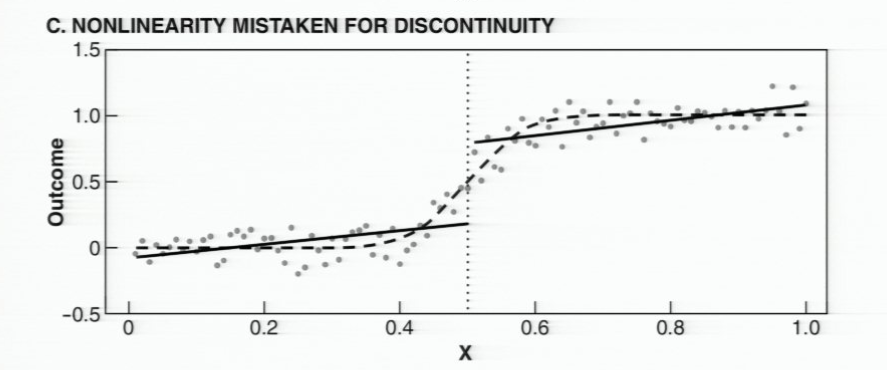 C. NONLINEARITY MISTAKEN FOR DISCONTINUITY
1.5
1.0
0.5
0
−0.5
Outcome
0 0.2 0.4 0.6 0.8 1.0
X